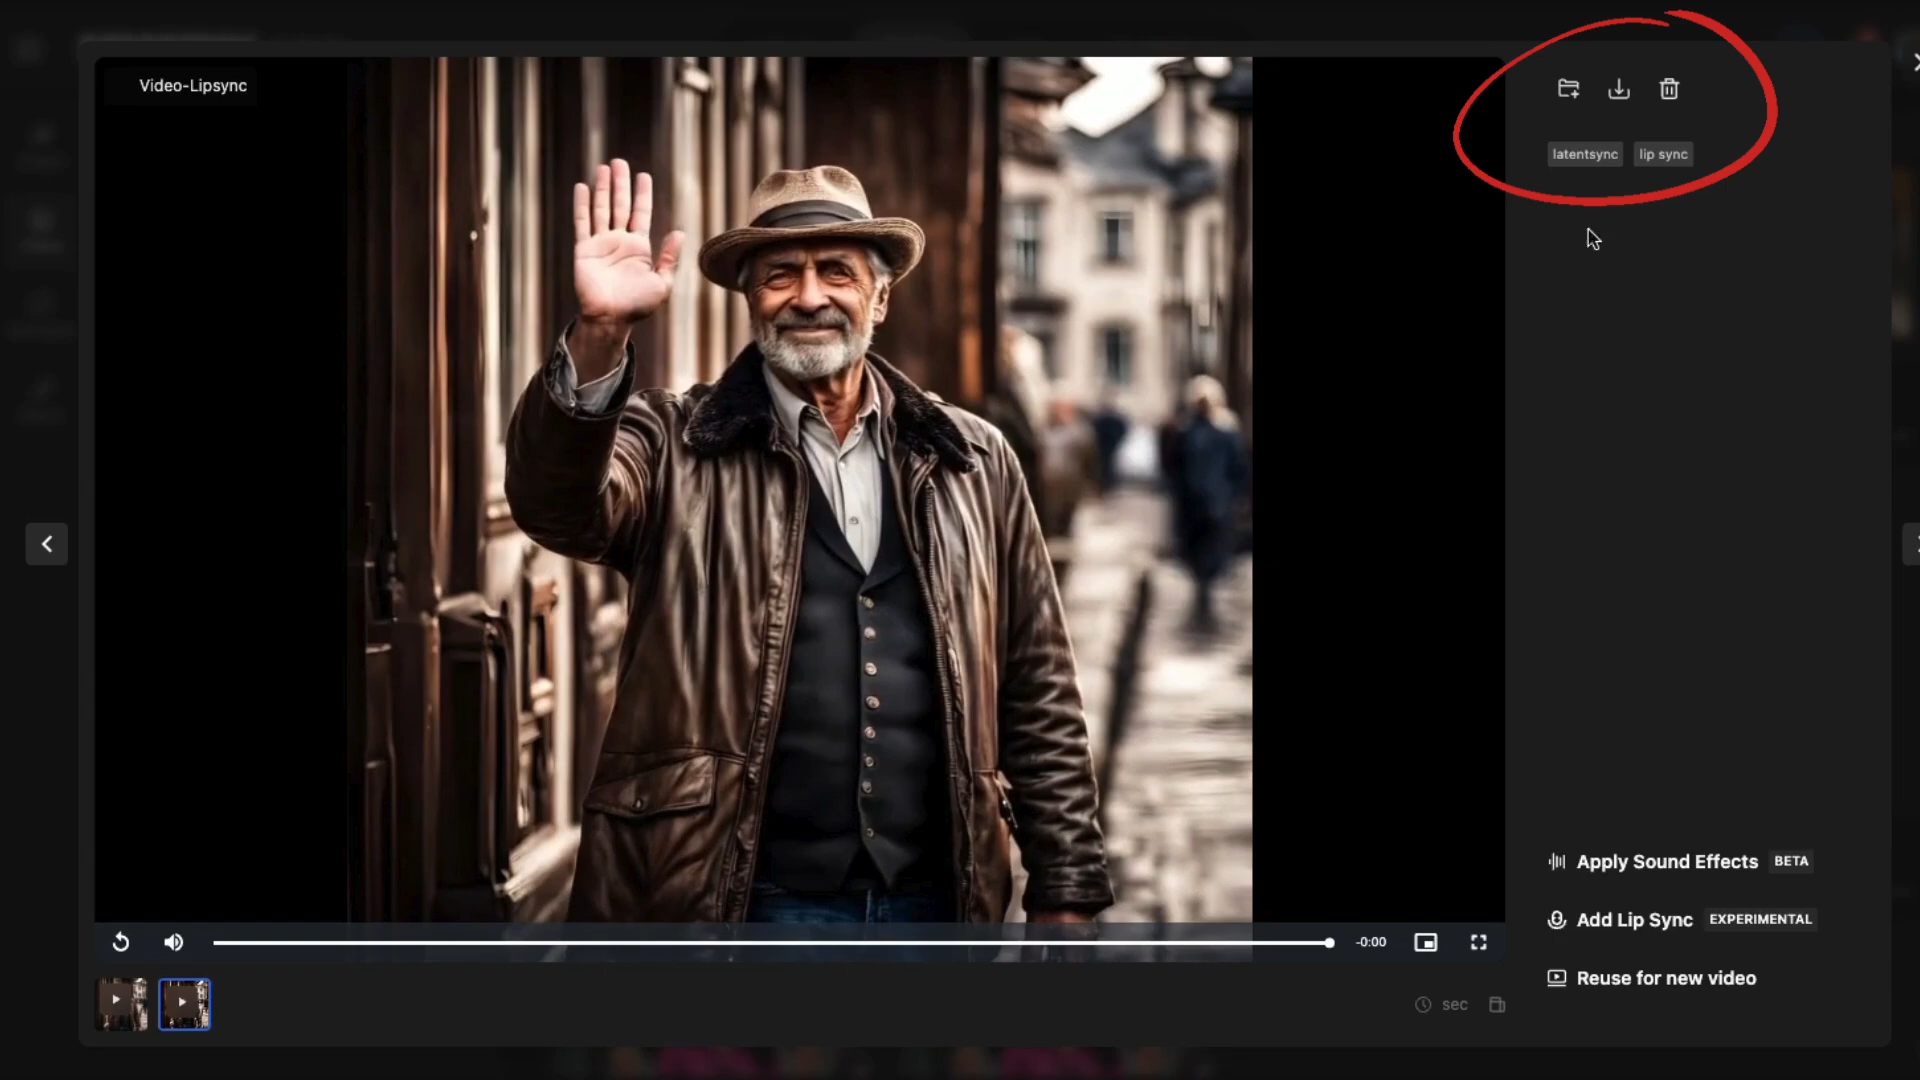 Video-Lipsync
latentsync lip sync
Apply Sound Effects BETA
Add Lip Sync EXPERIMENTAL
Reuse for new video
-0:00
sec